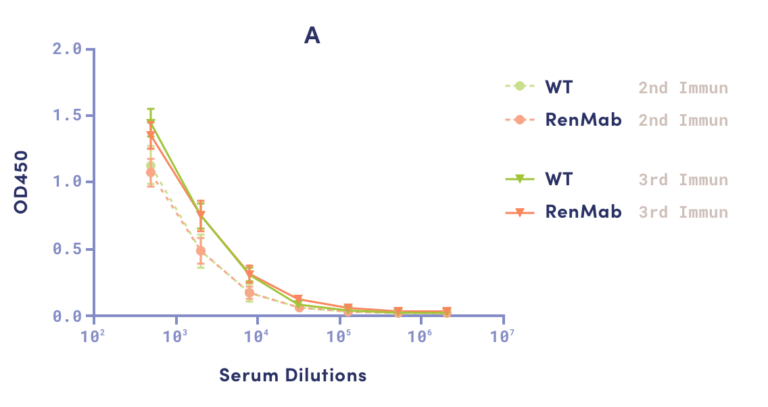 A
2.0
1.5
1.0
0.5
0.0
OD450
10² 10³ 10⁴ 10⁵ 10⁶ 10⁷
Serum Dilutions
WT 2nd Immun
RenMab 2nd Immun
WT 3rd Immun
RenMab 3rd Immun